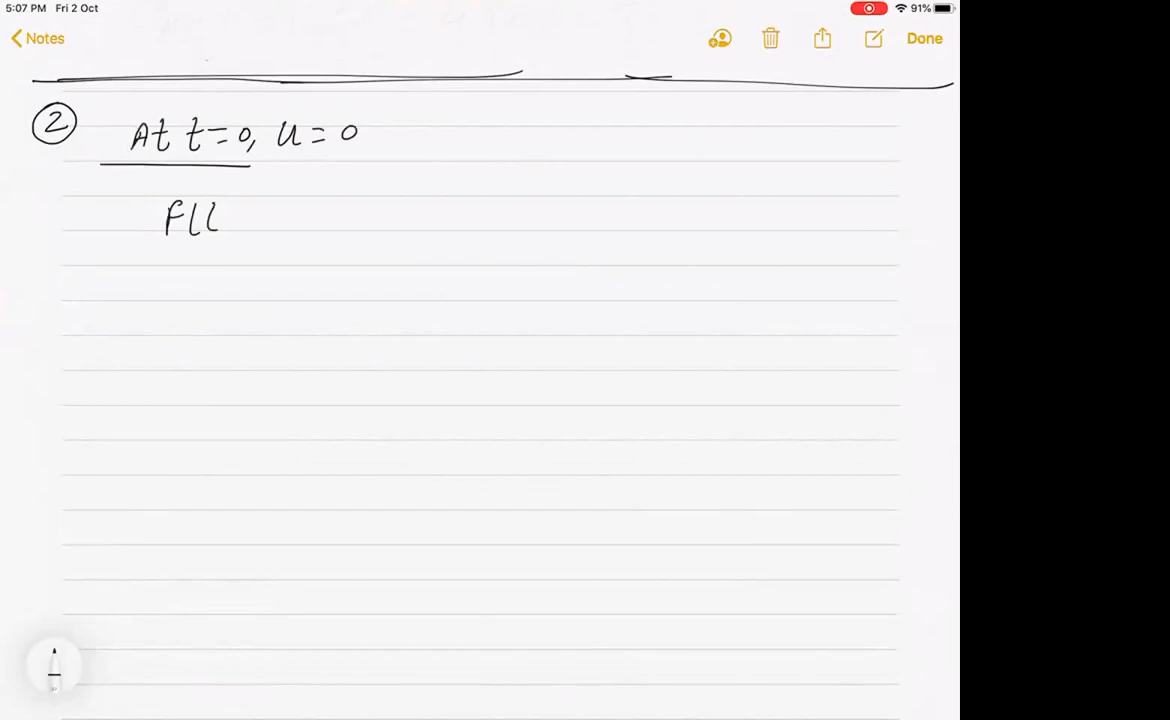 5:07 PM Fri 2 Oct 91%
Notes Done
② At t=0, u=0